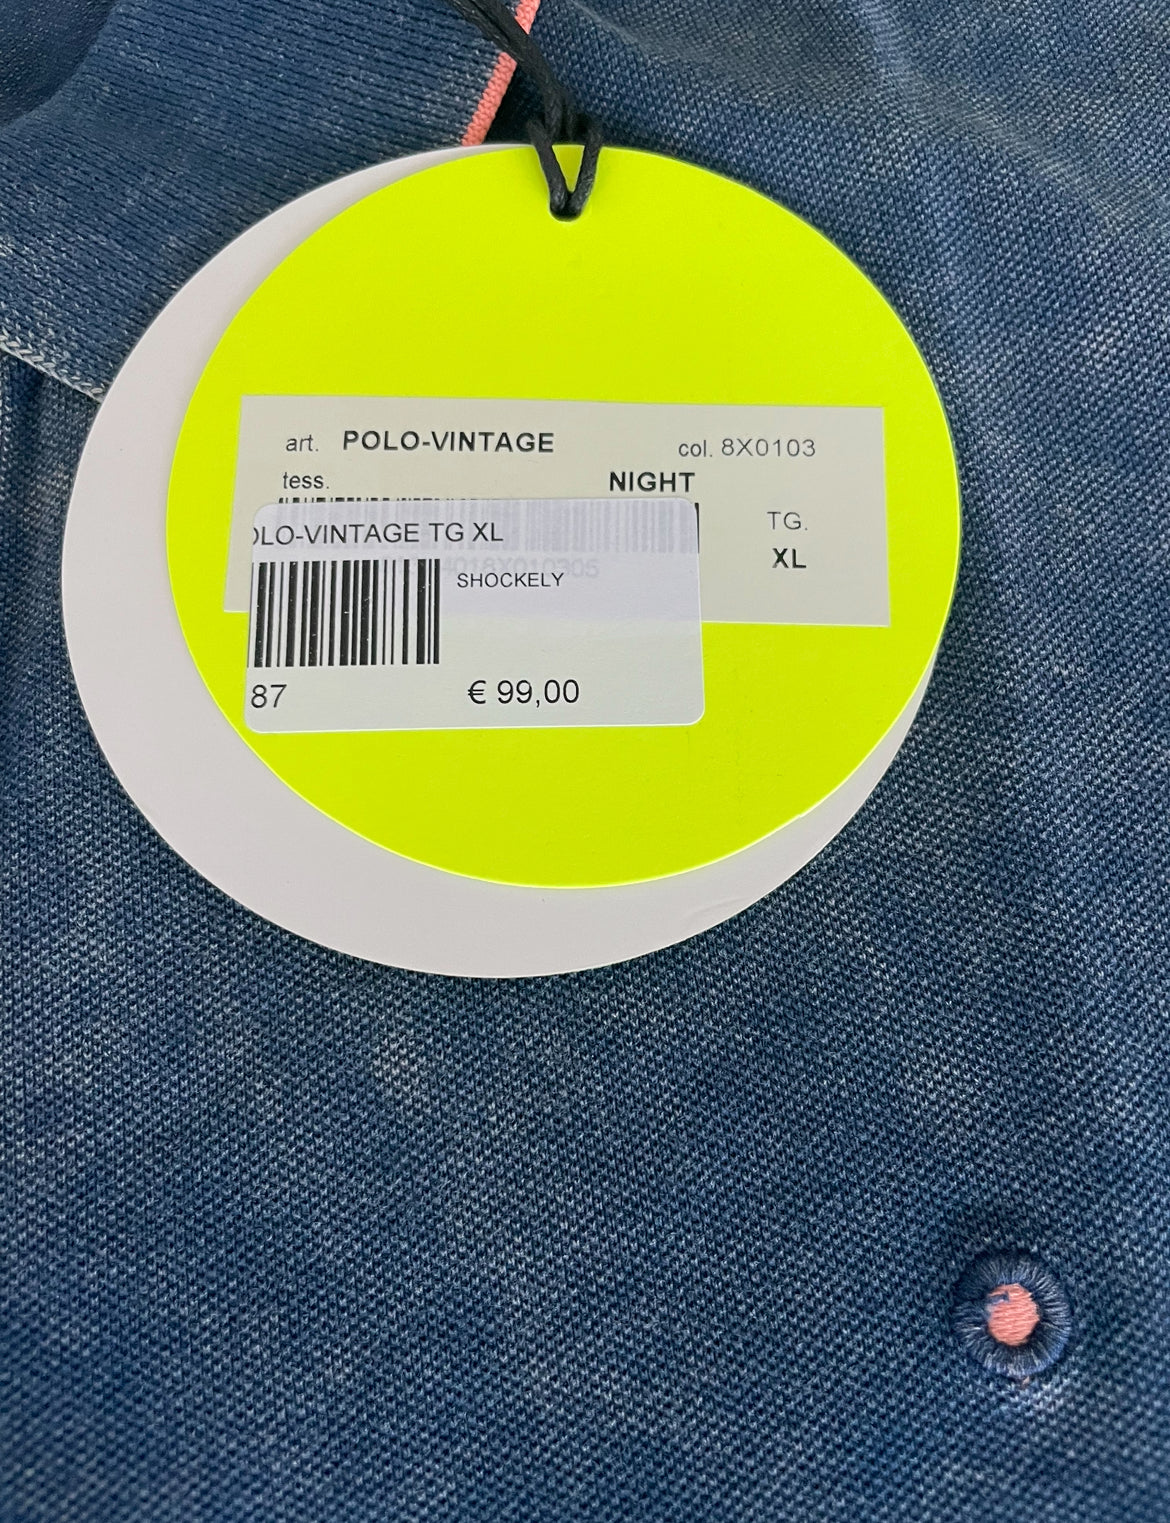 art. POLO-VINTAGE col. 8X0103
tess. NIGHT
TG.
XL
OLO-VINTAGE TG XL
SHOCKELY
87 € 99,00